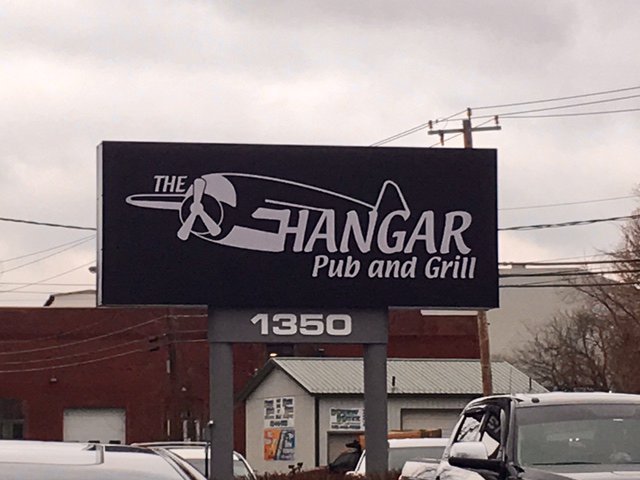 THE
HANGAR
Pub and Grill
1350